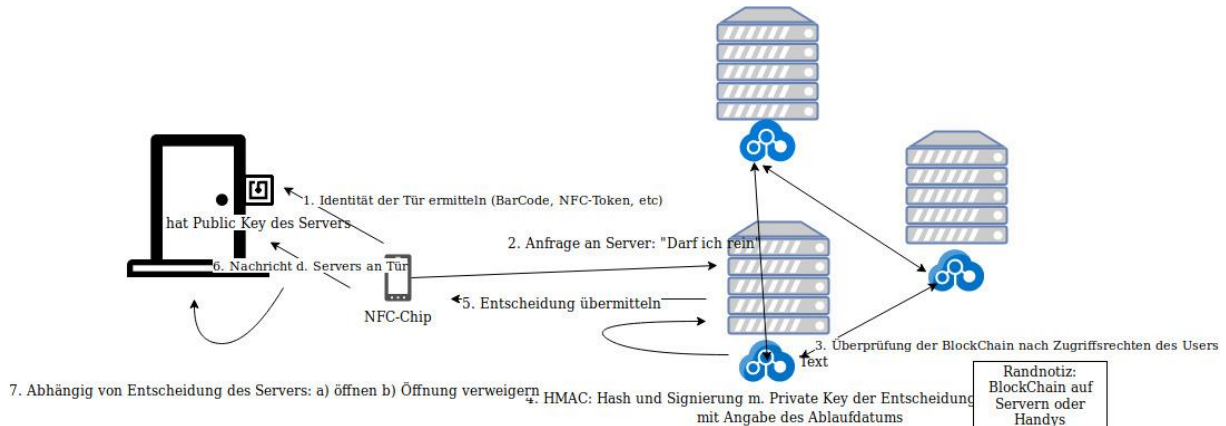 1. Identität der Tür ermitteln (BarCode, NFC-Token, etc)
hat Public Key des Servers
2. Anfrage an Server: "Darf ich rein"
6. Nachricht d. Servers an Tür
5. Entscheidung übermitteln
NFC-Chip
3. Überprüfung der BlockChain nach Zugriffsrechten des Users
Text
7. Abhängig von Entscheidung des Servers: a) öffnen b) Öffnung verweigern
4. HMAC: Hash und Signierung m. Private Key der Entscheidung
mit Angabe des Ablaufdatums
Randnotiz:
BlockChain auf
Servern oder
Handys